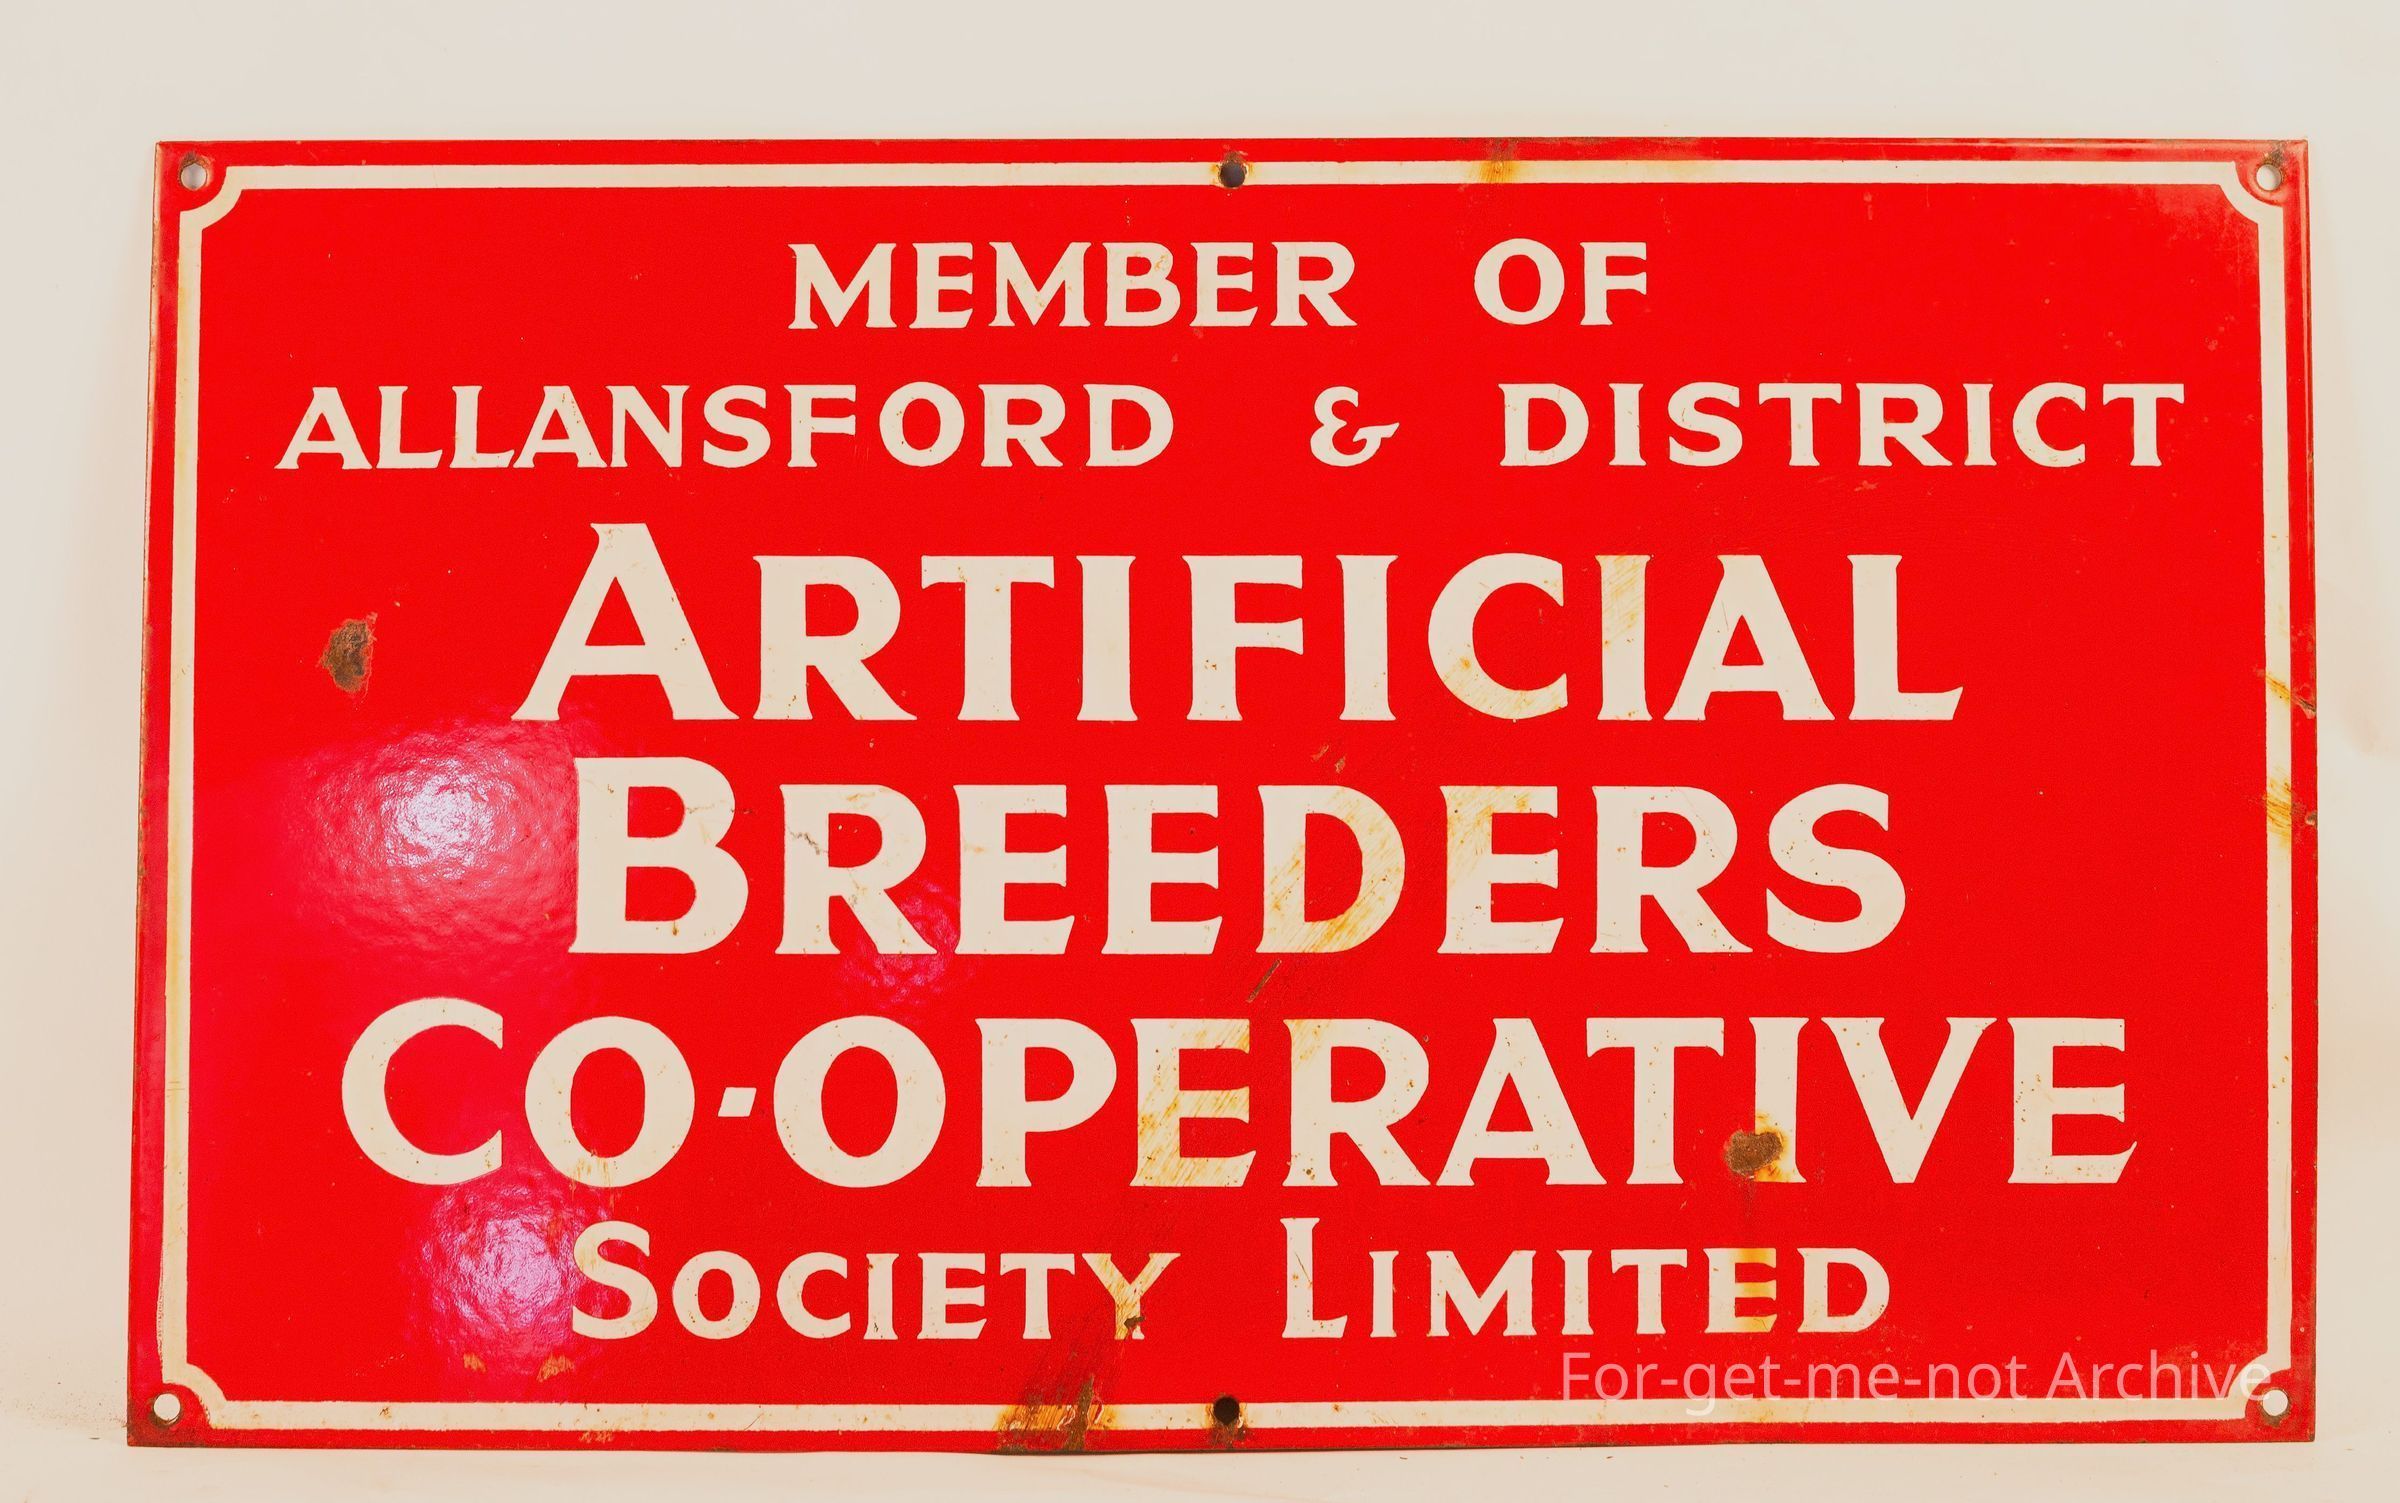 MEMBER OF
ALLANSFORD & DISTRICT
ARTIFICIAL
BREEDERS
CO-OPERATIVE
SOCIETY LIMITED
For-get-me-not Archive